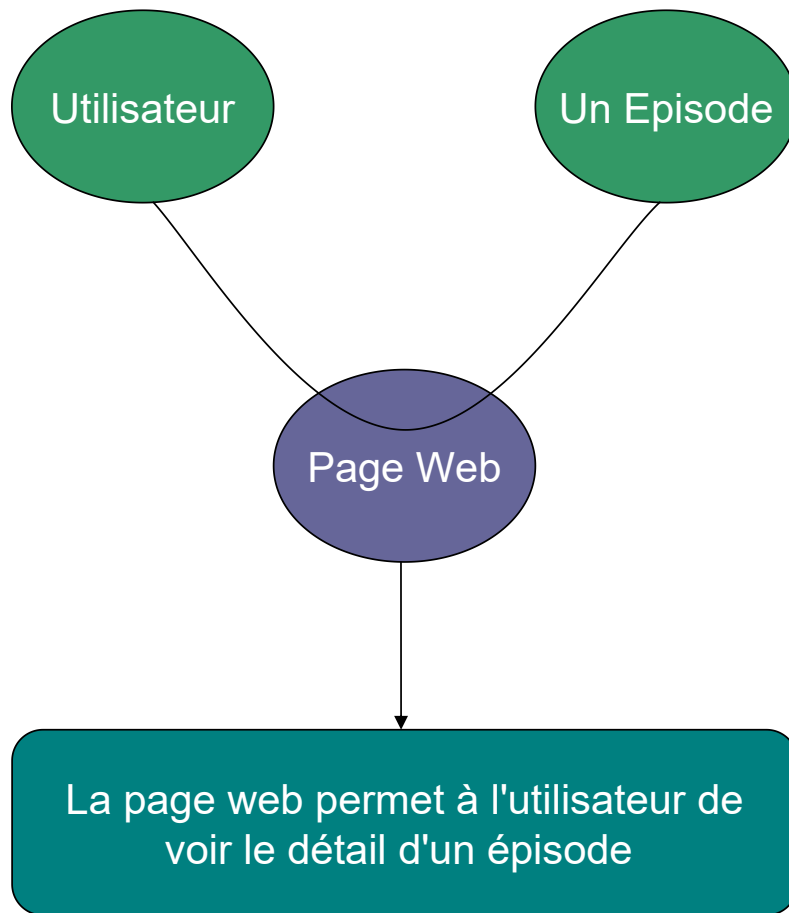 Utilisateur
Un Episode
Page Web
La page web permet à l'utilisateur de
voir le détail d'un épisode